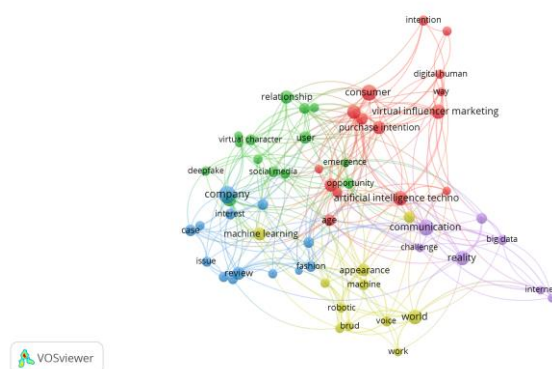 intention
digital human
way
consumer
relationship
virtual influencer marketing
purchase intention
virtual character
user
emergence
deepfake
social media
opportunity
company
artificial intelligence techno
interest
age
communication
case
machine learning
challenge
big data
issue
review
fashion
appearance
reality
machine
interne
robotic
brud
voice
world
work
VOSviewer